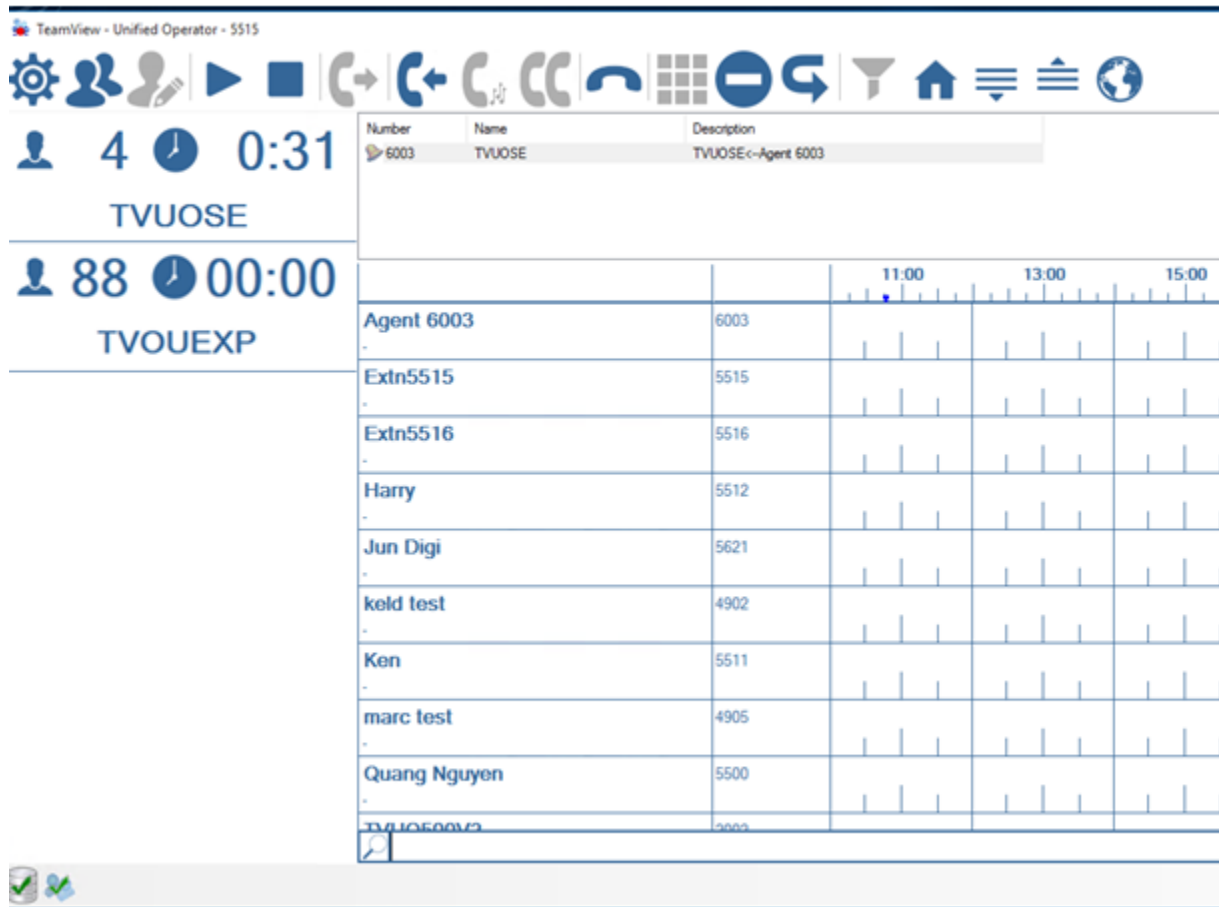 TeamView - Unified Operator - 5515
4 0:31
TVUOSE
88 00:00
TVOUEXP
Number Name Description
6003 TVUOSE TVUOSE<--Agent 6003
11:00 13:00 15:00
Agent 6003 6003
-
Extn5515 5515
-
Extn5516 5516
-
Harry 5512
-
Jun Digi 5621
-
keld test 4902
-
Ken 5511
-
marc test 4905
-
Quang Nguyen 5500
-